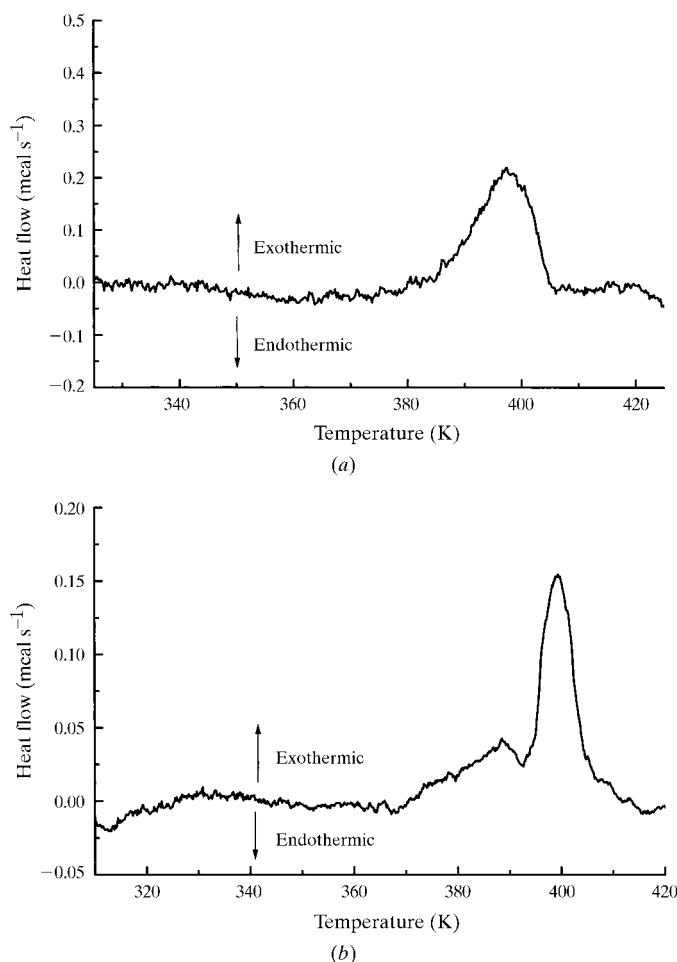 0.5
0.4
0.3
0.2
0.1
0.0
−0.1
−0.2
Heat flow (mcal s⁻¹)
Exothermic
Endothermic
340 360 380 400 420
Temperature (K)
(a)
0.20
0.15
0.10
0.05
0.00
−0.05
Heat flow (mcal s⁻¹)
Exothermic
Endothermic
320 340 360 380 400 420
Temperature (K)
(b)